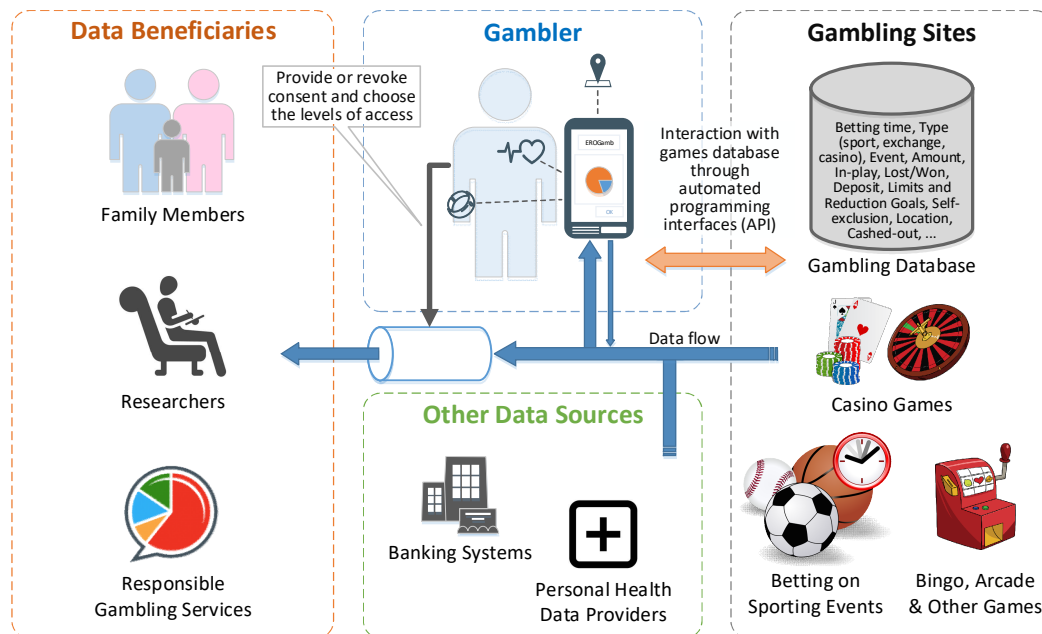 Data Beneficiaries
Family Members
Researchers
Responsible
Gambling Services
Gambler
Provide or revoke
consent and choose
the levels of access
EROGamb
OK
Interaction with
games database
through
automated
programming
interfaces (API)
Data flow
Other Data Sources
Banking Systems
Personal Health
Data Providers
Gambling Sites
Betting time, Type
(sport, exchange,
casino), Event, Amount,
In-play, Lost/Won,
Deposit, Limits and
Reduction Goals, Self-
exclusion, Location,
Cashed-out, ...
Gambling Database
Casino Games
Betting on
Sporting Events
Bingo, Arcade
& Other Games